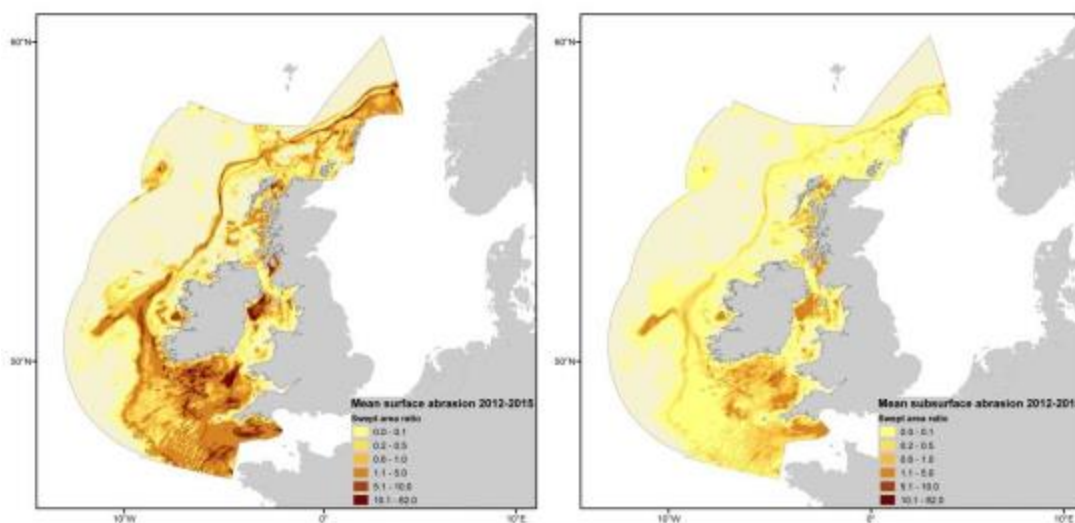 60°N
50°N
Mean surface abrasion 2012-2015
Swept area ratio
0.0 - 0.1
0.2 - 0.5
0.6 - 1.0
1.1 - 5.0
5.1 - 10.0
10.1 - 62.0
10°W
0°
10°E
60°N
50°N
Mean subsurface abrasion 2012-201
Swept area ratio
0.0 - 0.1
0.2 - 0.5
0.6 - 1.0
1.1 - 5.0
5.1 - 10.0
10.1 - 62.0
10°W
0°
10°E